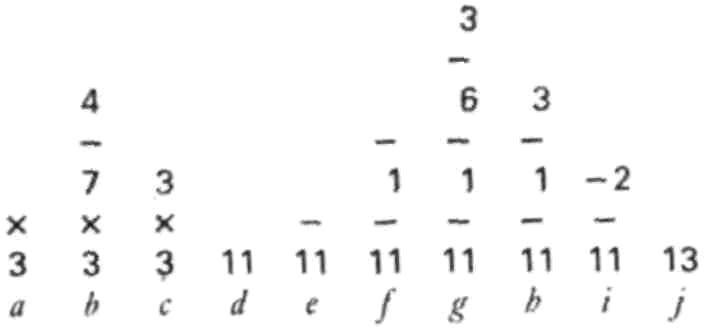 3
–
4 6 3
– – – –
7 3 1 1 1 –2
× × × – – – – –
3 3 3 11 11 11 11 11 11 13
a b c d e f g h i j